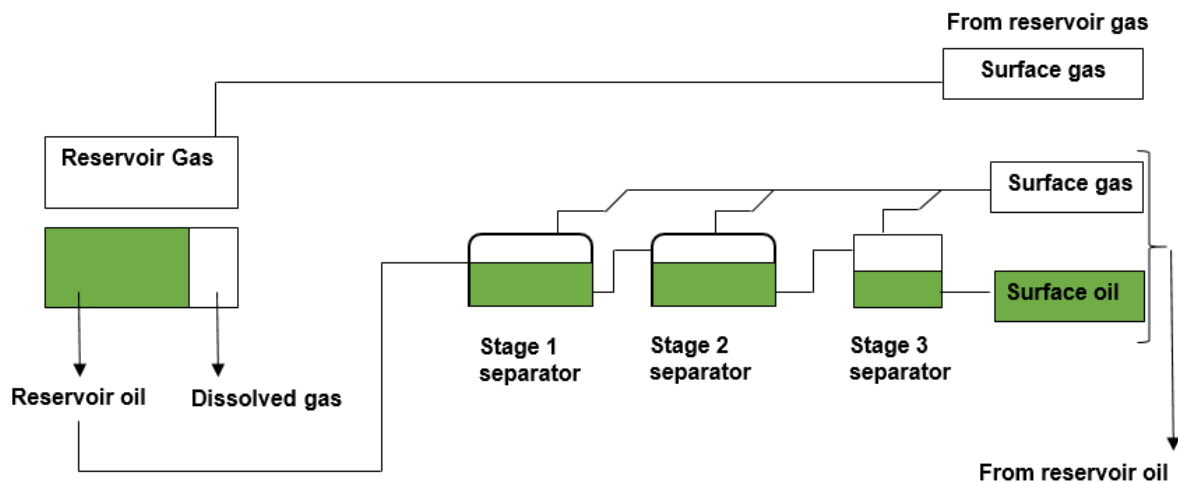 From reservoir gas
Surface gas
Reservoir Gas
Surface gas
Surface oil
Stage 1
separator
Stage 2
separator
Stage 3
separator
Reservoir oil
Dissolved gas
From reservoir oil